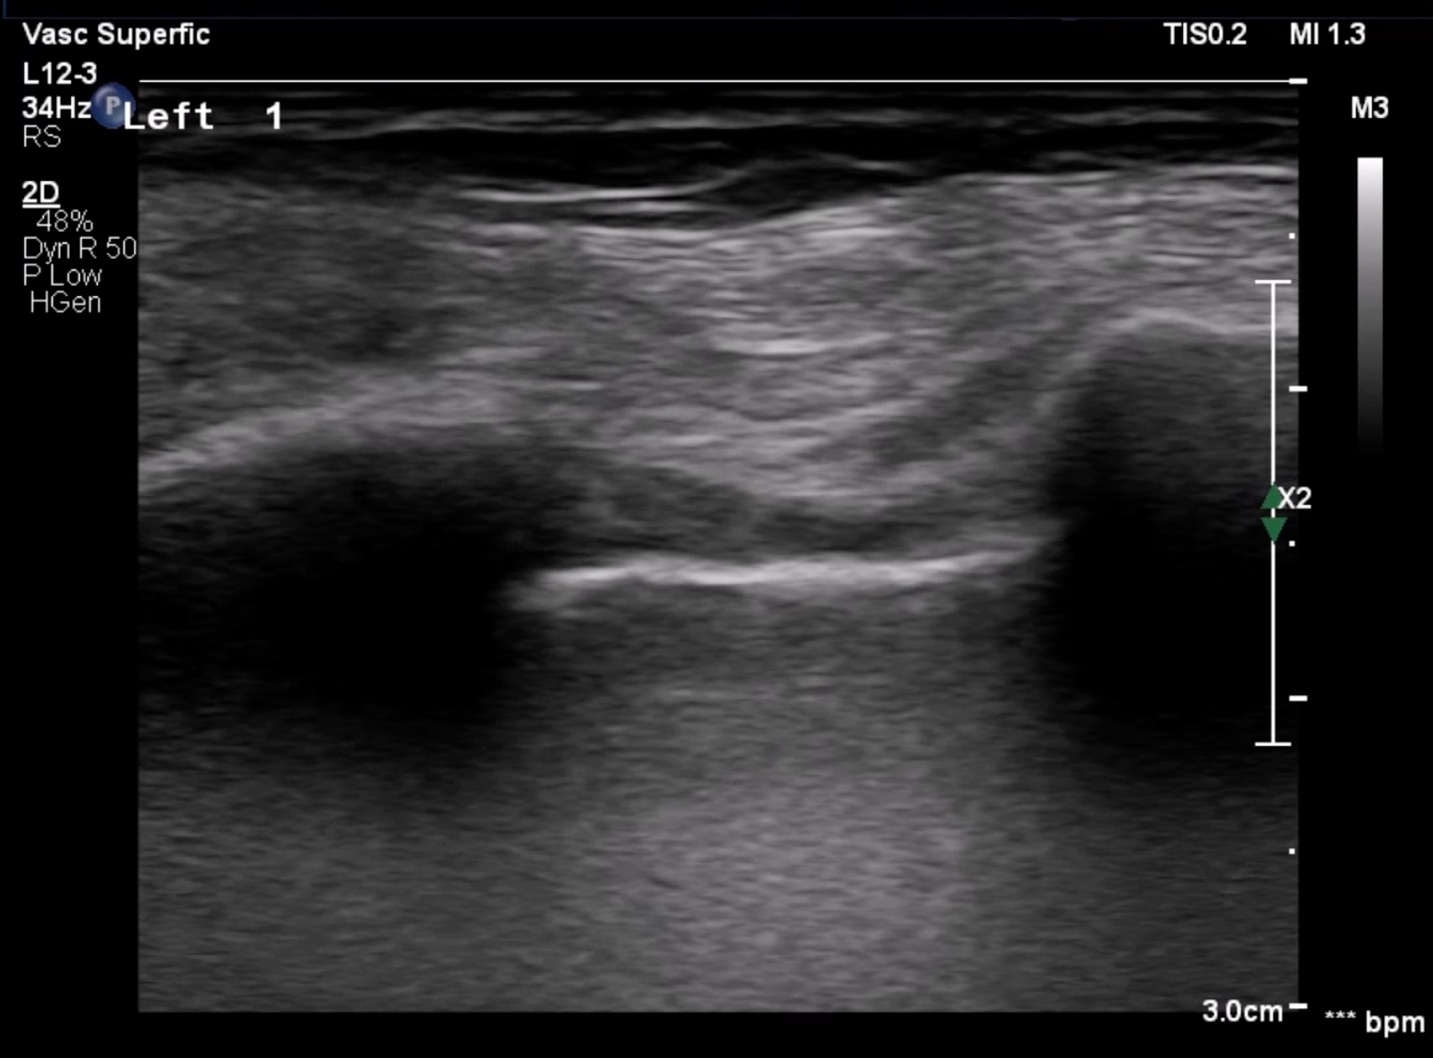 Vasc Superfic
TIS0.2 MI 1.3
L12-3
34Hz
P
Left 1
RS
M3
2D
48%
Dyn R 50
P Low
HGen
X2
3.0cm
*** bpm